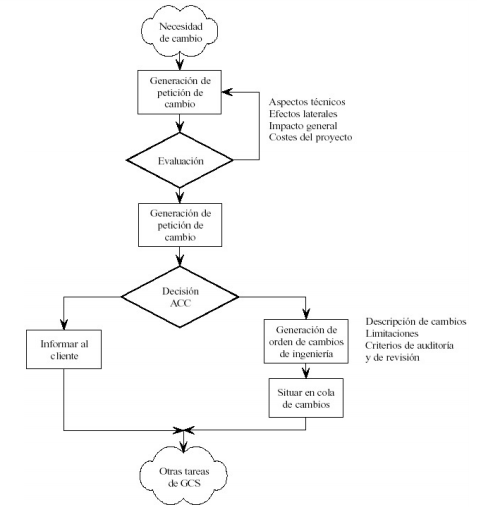 Necesidad
de cambio
Generación de
petición de
cambio
Aspectos técnicos
Efectos laterales
Impacto general
Costes del proyecto
Evaluación
Generación de
petición de
cambio
Decisión
ACC
Informar al
cliente
Generación de
orden de cambios
de ingeniería
Descripción de cambios
Limitaciones
Criterios de auditoría
y de revisión
Situar en cola
de cambios
Otras tareas
de GCS